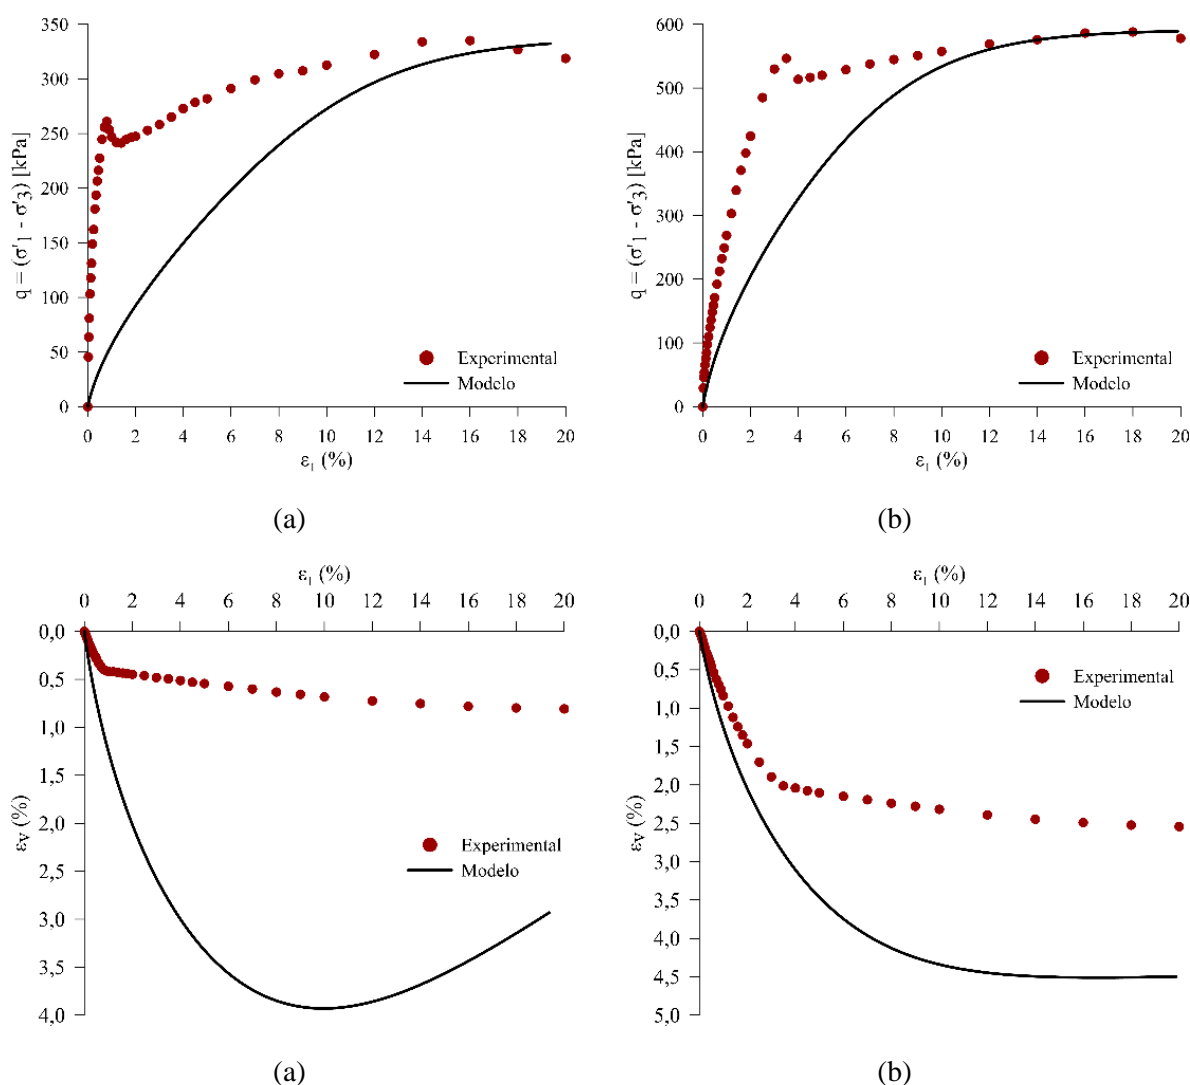 350
300
250
200
150
100
50
0
q = (σ'1 - σ'3) [kPa]
Experimental
Modelo
0 2 4 6 8 10 12 14 16 18 20
ε1 (%)
(a)
600
500
400
300
200
100
0
q = (σ'1 - σ'3) [kPa]
Experimental
Modelo
0 2 4 6 8 10 12 14 16 18 20
ε1 (%)
(b)
ε1 (%)
0 2 4 6 8 10 12 14 16 18 20
0,0
0,5
1,0
1,5
2,0
2,5
3,0
3,5
4,0
εV (%)
Experimental
Modelo
(a)
ε1 (%)
0 2 4 6 8 10 12 14 16 18 20
0,0
0,5
1,0
1,5
2,0
2,5
3,0
3,5
4,0
4,5
5,0
εV (%)
Experimental
Modelo
(b)